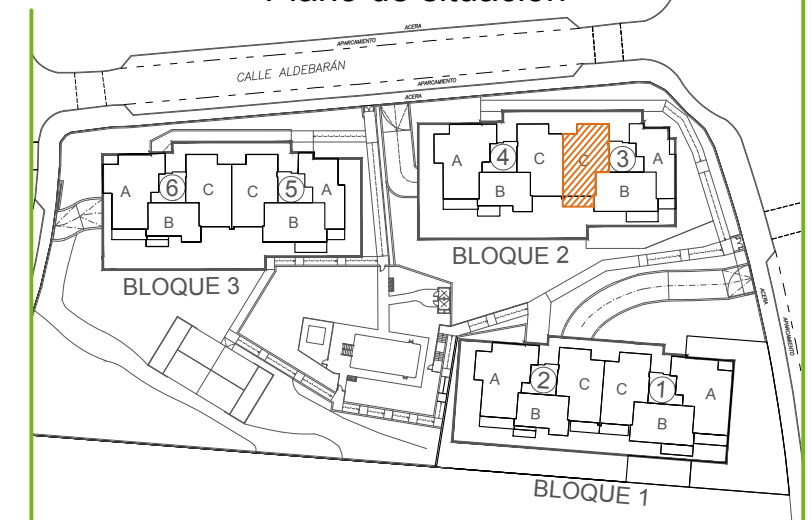 Plano de situación
ACERA
APARCAMIENTO
CALLE ALDEBARÁN
APARCAMIENTO
ACERA
A 4 C C 3 A
B B
BLOQUE 2
A 6 C C 5 A
B B
BLOQUE 3
ACERA
APARCAMIENTO
A 2 C C 1 A
B B
BLOQUE 1